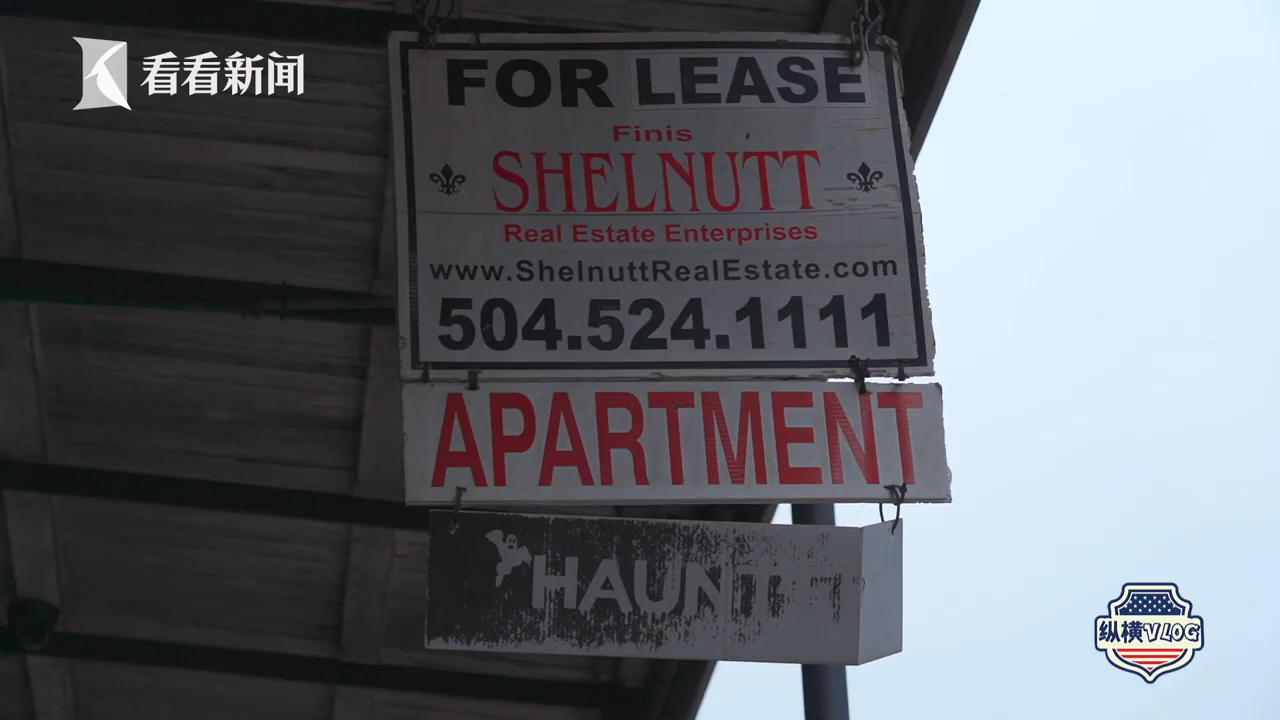 看看新闻
FOR LEASE
Finis
SHELNUTT
Real Estate Enterprises
www.ShelnuttRealEstate.com
504.524.1111
APARTMENT
HAUNTED
纵横VLOG